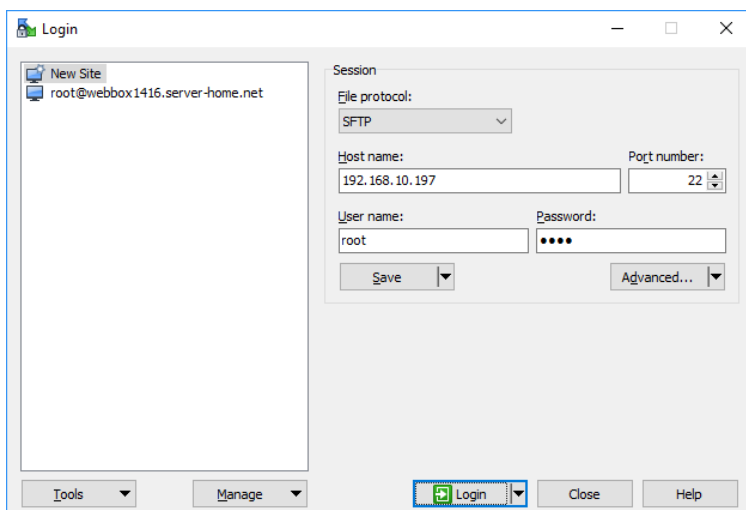 Login
New Site
root@webbox1416.server-home.net
Session
File protocol:
SFTP
Host name:
Port number:
192.168.10.197
22
User name:
Password:
root
••••
Save
Advanced...
Tools
Manage
Login
Close
Help